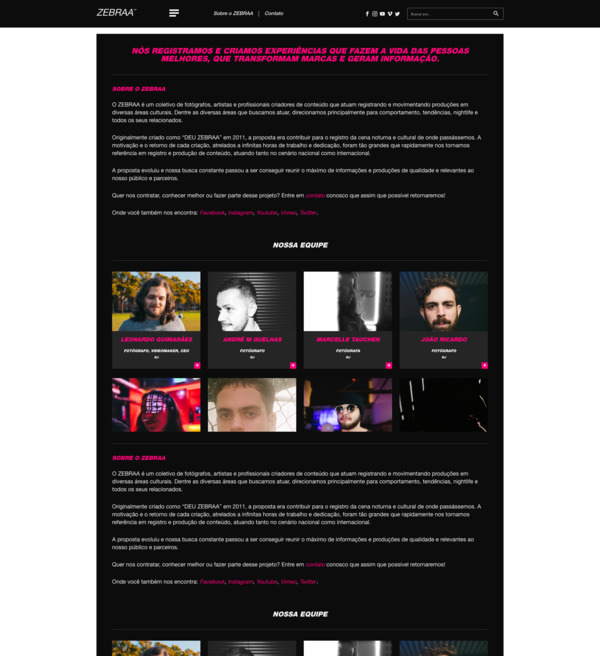 ZEBRAA™
Sobre o ZEBRAA | Contato
Buscar por...
NÓS REGISTRAMOS E CRIAMOS EXPERIÊNCIAS QUE FAZEM A VIDA DAS PESSOAS
MELHORES, QUE TRANSFORMAM MARCAS E GERAM INFORMAÇÃO.
SOBRE O ZEBRAA
O ZEBRAA é um coletivo de fotógrafos, artistas e profissionais criadores de conteúdo que atuam registrando e movimentando produções em
diversas áreas culturais. Dentre as diversas áreas que buscamos atuar, direcionamos principalmente para comportamento, tendências, nightlife e
todos os seus relacionados.
Originalmente criado como "DEU ZEBRAA" em 2011, a proposta era contribuir para o registro da cena noturna e cultural de onde passássemos. A
motivação e o retorno de cada criação, atrelados a infinitas horas de trabalho e dedicação, foram tão grandes que rapidamente nos tornamos
referência em registro e produção de conteúdo, atuando tanto no cenário nacional como internacional.
A proposta evoluiu e nossa busca constante passou a ser conseguir reunir o máximo de informações e produções de qualidade e relevantes ao
nosso público e parceiros.
Quer nos contratar, conhecer melhor ou fazer parte desse projeto? Entre em contato conosco que assim que possível retornaremos!
Onde você também nos encontra: Facebook, Instagram, Youtube, Vimeo, Twitter.
NOSSA EQUIPE
LEONARDO GUIMARÃES
FOTÓGRAFO, VIDEOMAKER, CEO
RJ
ANDRÉ M QUELHAS
FOTÓGRAFO
RJ
MARCELLE TAUCHEN
FOTÓGRAFA
RJ
JOÃO RICARDO
FOTÓGRAFO
RJ
SOBRE O ZEBRAA
O ZEBRAA é um coletivo de fotógrafos, artistas e profissionais criadores de conteúdo que atuam registrando e movimentando produções em
diversas áreas culturais. Dentre as diversas áreas que buscamos atuar, direcionamos principalmente para comportamento, tendências, nightlife e
todos os seus relacionados.
Originalmente criado como "DEU ZEBRAA" em 2011, a proposta era contribuir para o registro da cena noturna e cultural de onde passássemos. A
motivação e o retorno de cada criação, atrelados a infinitas horas de trabalho e dedicação, foram tão grandes que rapidamente nos tornamos
referência em registro e produção de conteúdo, atuando tanto no cenário nacional como internacional.
A proposta evoluiu e nossa busca constante passou a ser conseguir reunir o máximo de informações e produções de qualidade e relevantes ao
nosso público e parceiros.
Quer nos contratar, conhecer melhor ou fazer parte desse projeto? Entre em contato conosco que assim que possível retornaremos!
Onde você também nos encontra: Facebook, Instagram, Youtube, Vimeo, Twitter.
NOSSA EQUIPE